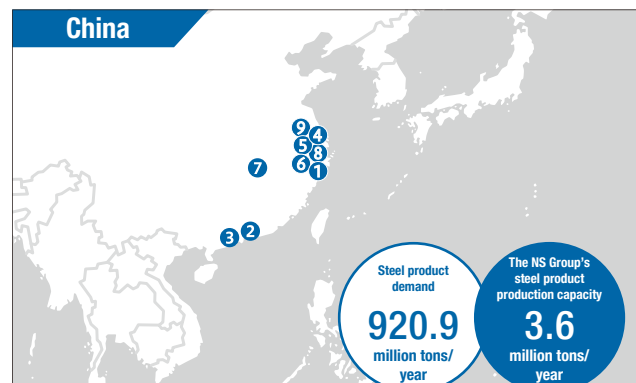 China
9
4
5
8
6
7
1
2
3
Steel product
demand
920.9
million tons/
year
The NS Group's
steel product
production capacity
3.6
million tons/
year